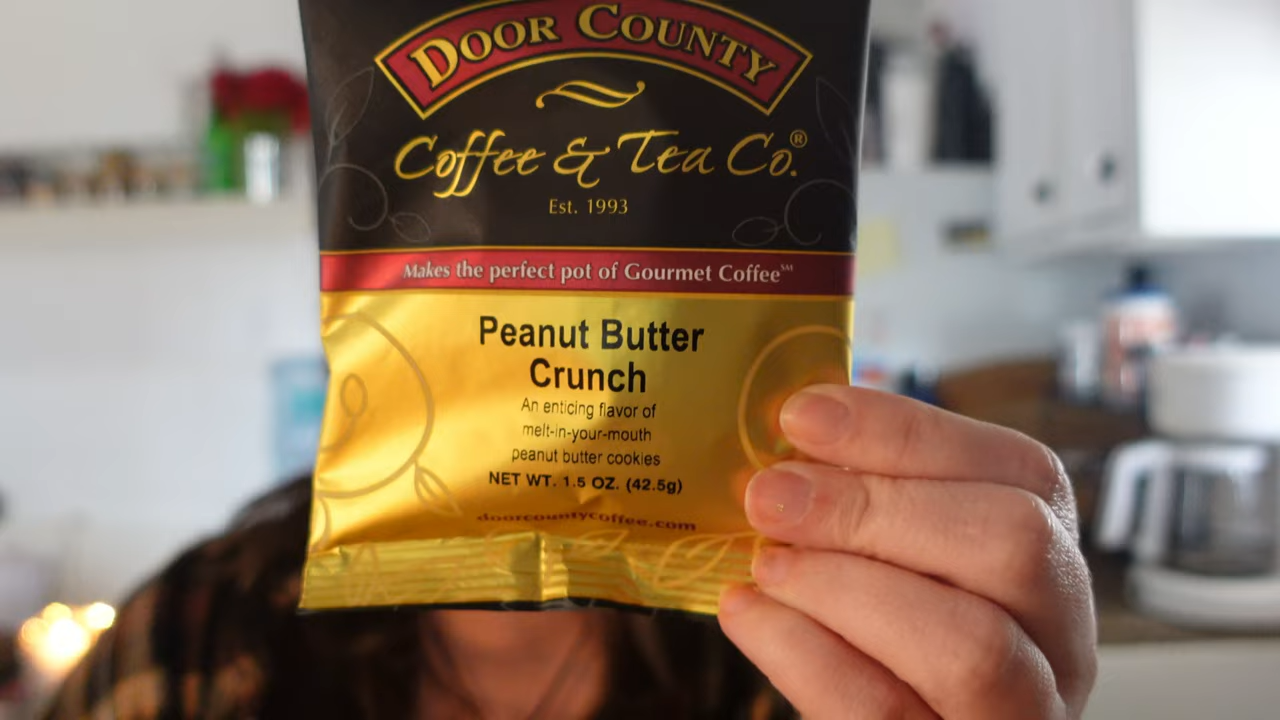 DOOR COUNTY
Coffee & Tea Co.®
Est. 1993
Makes the perfect pot of Gourmet Coffee℠
Peanut Butter
Crunch
An enticing flavor of
melt-in-your-mouth
peanut butter cookies
NET WT. 1.5 OZ. (42.5g)
doorcountycoffee.com